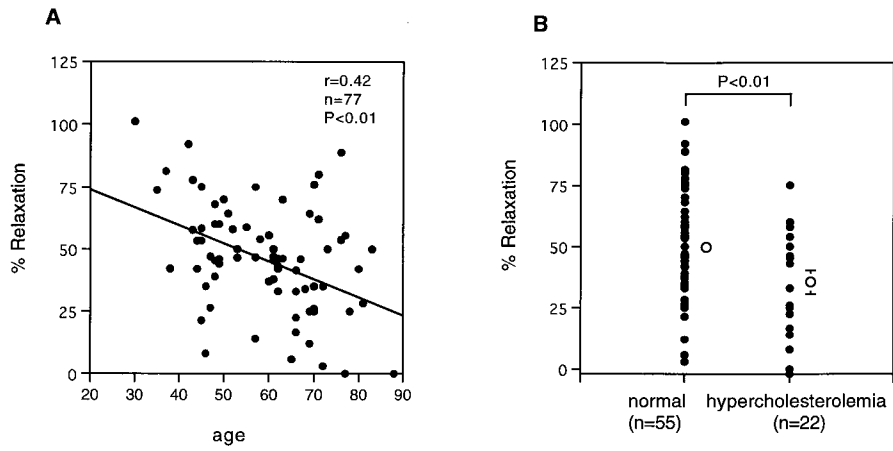 A
125
100
75
50
25
0
% Relaxation
r=0.42
n=77
P<0.01
20 30 40 50 60 70 80 90
age
B
125
100
75
50
25
0
% Relaxation
P<0.01
normal hypercholesterolemia
(n=55) (n=22)